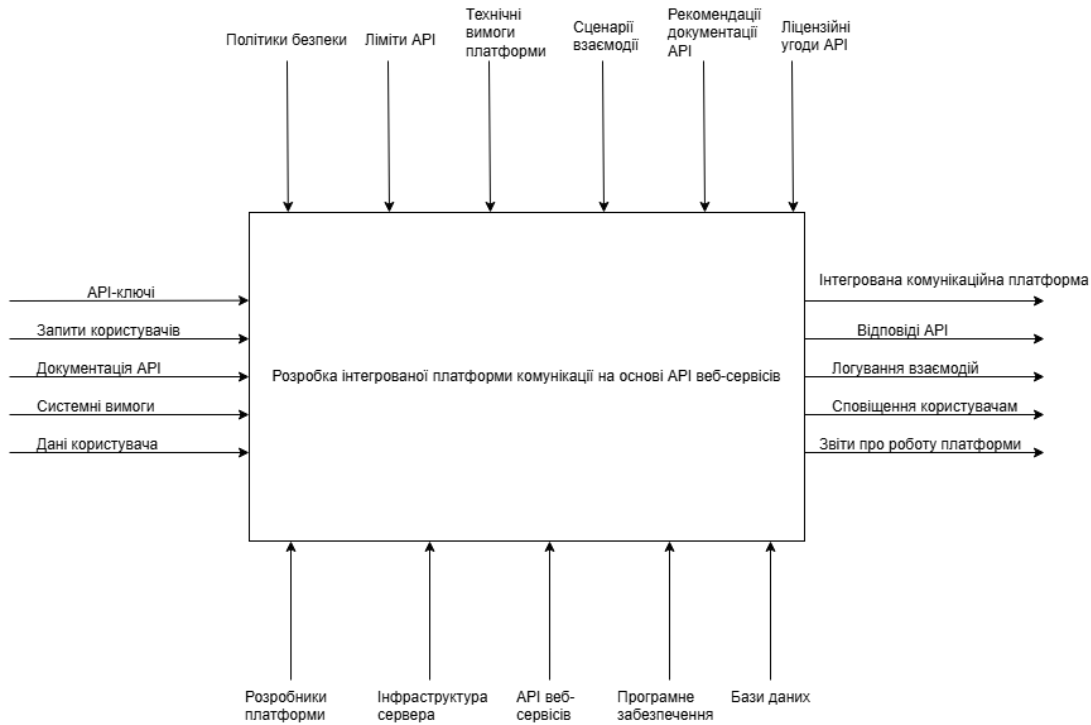 Політики безпеки
Ліміти API
Технічні
вимоги
платформи
Сценарії
взаємодії
Рекомендації
документації
API
Ліцензійні
угоди API
API-ключі
Запити користувачів
Документація API
Системні вимоги
Дані користувача
Розробка інтегрованої платформи комунікації на основі API веб-сервісів
Інтегрована комунікаційна платформа
Відповіді API
Логування взаємодій
Сповіщення користувачам
Звіти про роботу платформи
Розробники
платформи
Інфраструктура
сервера
API веб-
сервісів
Програмне
забезпечення
Бази даних